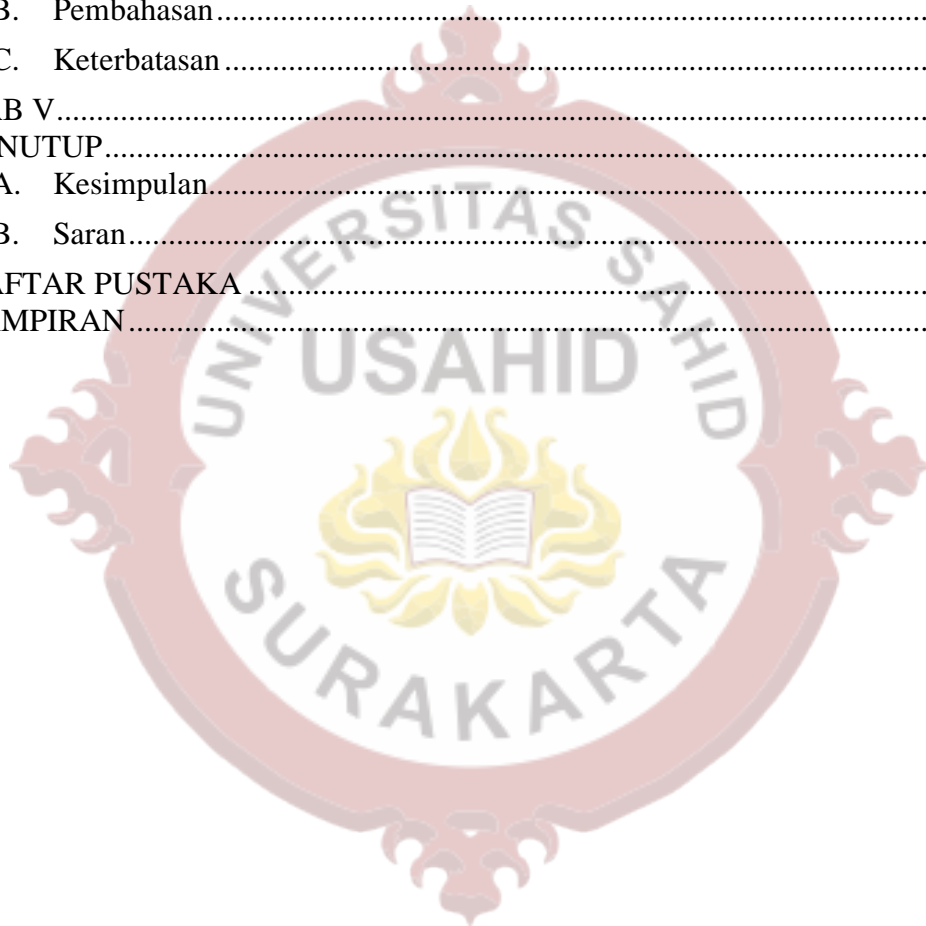 B. Pembahasan........................................................................................
C. Keterbatasan.......................................................................................
AB V.............................................................................................................
NUTUP.......................................................................................................
A. Kesimpulan.........................................................................................
B. Saran....................................................................................................
AFTAR PUSTAKA.....................................................................................
MPIRAN....................................................................................................
UNIVERSITAS SAHID
USAHID
SURAKARTA